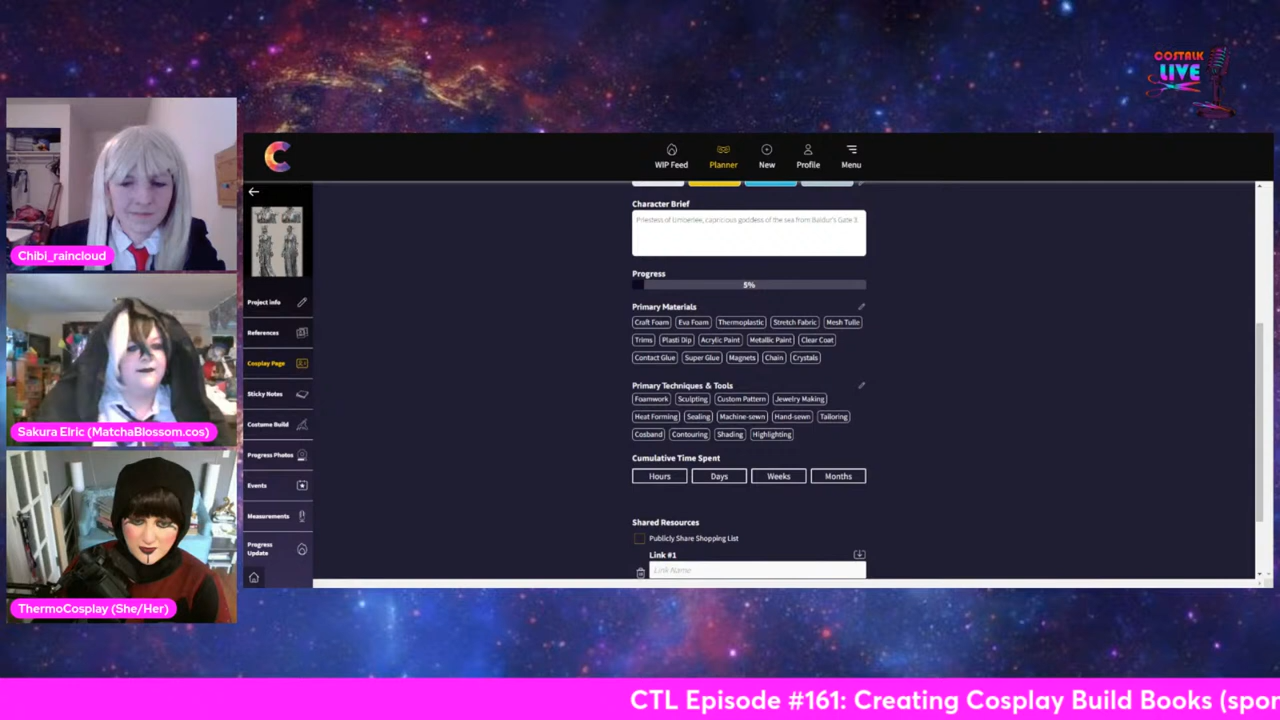 COSTALK
LIVE
WIP Feed
Planner
New
Profile
Menu
Chibi_raincloud
Sakura Elric (MatchaBlossom.cos)
ThermoCosplay (She/Her)
Project info
References
Cosplay Page
Sticky Notes
Costume Build
Progress Photos
Events
Measurements
Progress
Update
Character Brief
Priestess of Umberlee, capricious goddess of the sea from Baldur's Gate 3
Progress
5%
Primary Materials
Craft Foam Eva Foam Thermoplastic Stretch Fabric Mesh Tulle
Trims Plasti Dip Acrylic Paint Metallic Paint Clear Coat
Contact Glue Super Glue Magnets Chain Crystals
Primary Techniques & Tools
Foamwork Sculpting Custom Pattern Jewelry Making
Heat Forming Sealing Machine-sewn Hand-sewn Tailoring
Cosband Contouring Shading Highlighting
Cumulative Time Spent
Hours Days Weeks Months
Shared Resources
Publicly Share Shopping List
Link #1
Link Name
CTL Episode #161: Creating Cosplay Build Books (spor